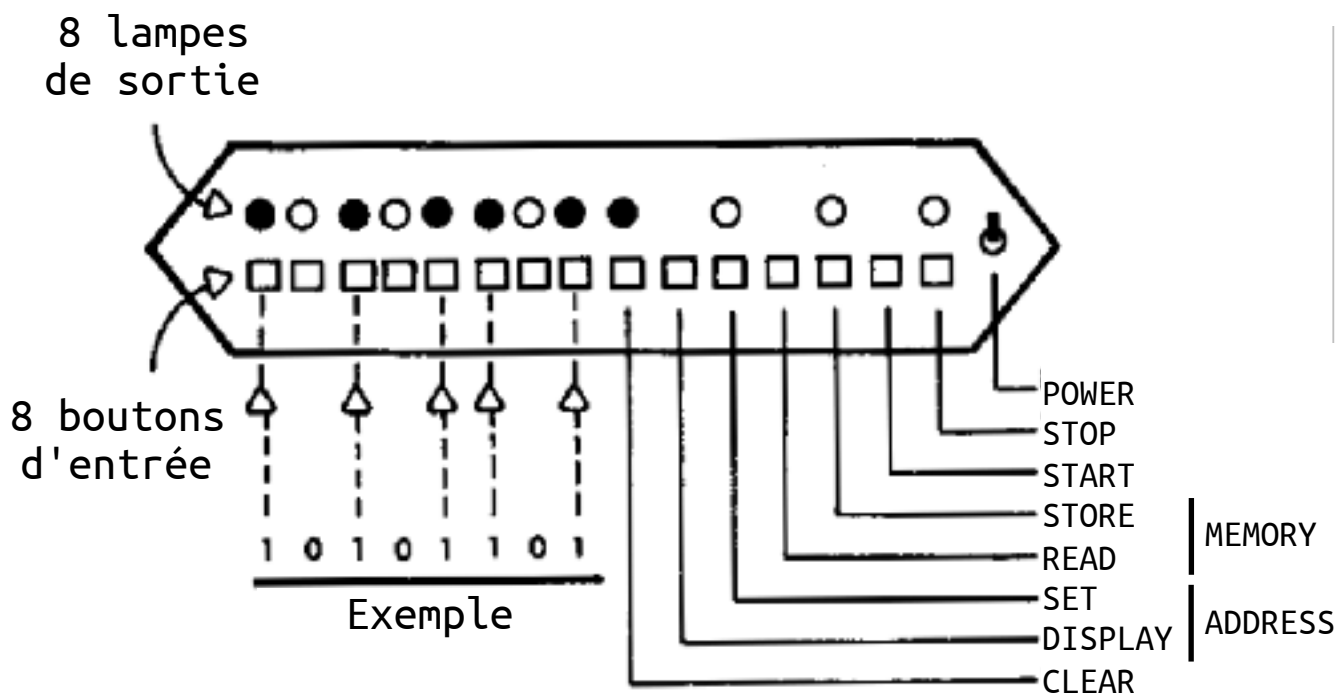 8 lampes
de sortie
8 boutons
d'entrée
1 0 1 0 1 1 0 1
Exemple
POWER
STOP
START
STORE
READ
MEMORY
SET
DISPLAY
ADDRESS
CLEAR